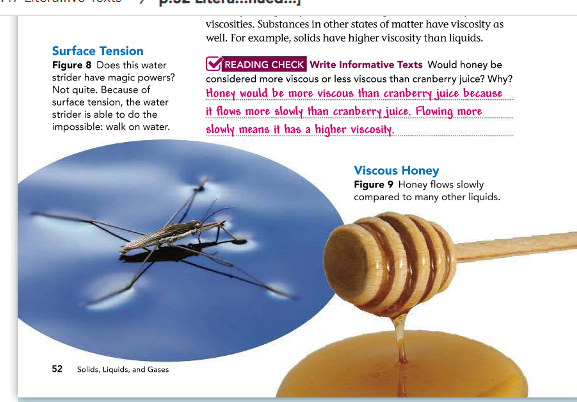 viscosities. Substances in other states of matter have viscosity as
well. For example, solids have higher viscosity than liquids.
Surface Tension
Figure 8 Does this water
strider have magic powers?
Not quite. Because of
surface tension, the water
strider is able to do the
impossible: walk on water.
READING CHECK Write Informative Texts Would honey be
considered more viscous or less viscous than cranberry juice? Why?
Honey would be more viscous than cranberry juice because
it flows more slowly than cranberry juice. Flowing more
slowly means it has a higher viscosity.
Viscous Honey
Figure 9 Honey flows slowly
compared to many other liquids.
52 Solids, Liquids, and Gases